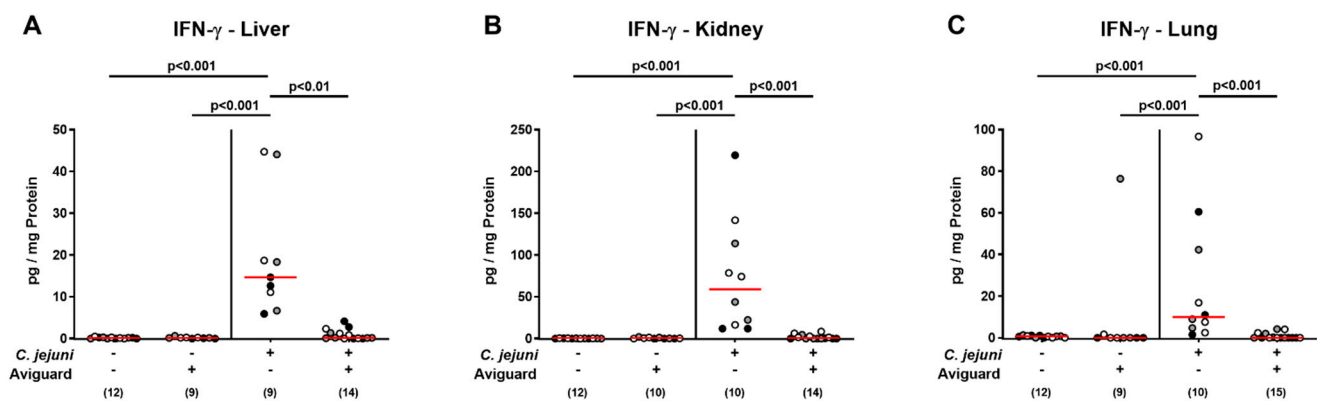 A
IFN-γ - Liver
p<0.001
p<0.01
p<0.001
pg / mg Protein
50
40
30
20
10
0
C. jejuni - - + +
Aviguard - + - +
(12) (9) (9) (14)
B
IFN-γ - Kidney
p<0.001
p<0.001
p<0.001
pg / mg Protein
250
200
150
100
50
0
- - + +
C. jejuni
Aviguard - + - +
(12) (10) (10) (14)
C
IFN-γ - Lung
p<0.001
p<0.001
p<0.001
pg / mg Protein
100
80
60
40
20
0
C. jejuni - - + +
Aviguard - + - +
(12) (9) (10) (15)